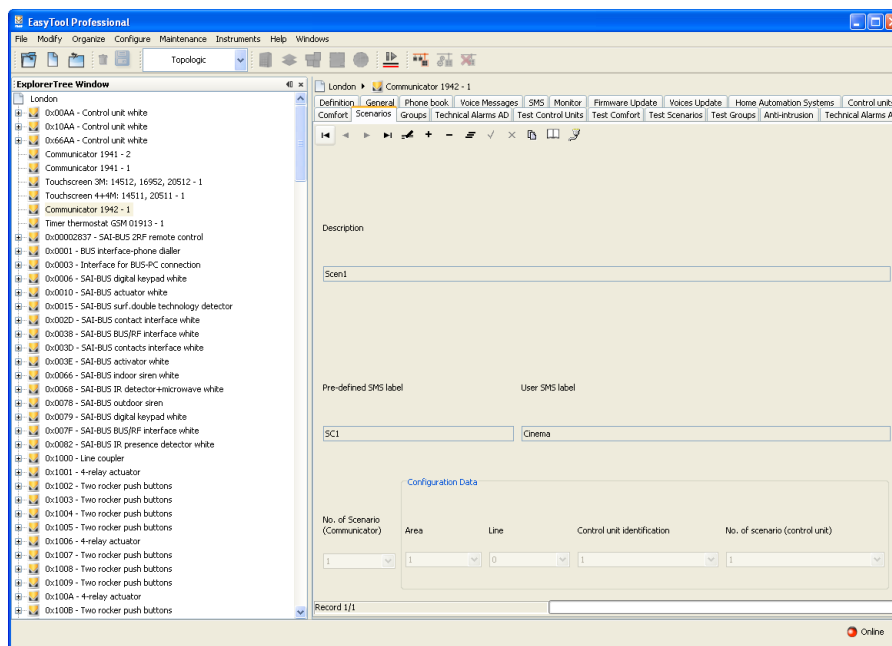 EasyTool Professional
File Modify Organize Configure Maintenance Instruments Help Windows
Topologic
ExplorerTree Window
London
0x00AA - Control unit white
0x10AA - Control unit white
0x66AA - Control unit white
Communicator 1941 - 2
Communicator 1941 - 1
Touchscreen 3M: 14512, 16952, 20512 - 1
Touchscreen 4+4M: 14511, 20511 - 1
Communicator 1942 - 1
Timer thermostat GSM 01913 - 1
0x00002837 - SAI-BUS 2RF remote control
0x0001 - BUS interface-phone dialler
0x0003 - Interface for BUS-PC connection
0x0006 - SAI-BUS digital keypad white
0x0010 - SAI-BUS actuator white
0x0015 - SAI-BUS surf.double technology detector
0x002D - SAI-BUS contact interface white
0x0038 - SAI-BUS BUS/RF interface white
0x003D - SAI-BUS contacts interface white
0x003E - SAI-BUS activator white
0x0066 - SAI-BUS indoor siren white
0x0068 - SAI-BUS IR detector+microwave white
0x0078 - SAI-BUS outdoor siren
0x0079 - SAI-BUS digital keypad white
0x007F - SAI-BUS BUS/RF interface white
0x0082 - SAI-BUS IR presence detector white
0x1000 - Line coupler
0x1001 - 4-relay actuator
0x1002 - Two rocker push buttons
0x1003 - Two rocker push buttons
0x1004 - Two rocker push buttons
0x1005 - Two rocker push buttons
0x1006 - 4-relay actuator
0x1007 - Two rocker push buttons
0x1008 - Two rocker push buttons
0x1009 - Two rocker push buttons
0x100A - 4-relay actuator
0x100B - Two rocker push buttons
London Communicator 1942 - 1
Definition General Phone book Voice Messages SMS Monitor Firmware Update Voices Update Home Automation Systems Control units
Comfort Scenarios Groups Technical Alarms AD Test Control Units Test Comfort Test Scenarios Test Groups Anti-intrusion Technical Alarms A
Description
Scen1
Pre-defined SMS label User SMS label
SC1 Cinema
Configuration Data
No. of Scenario
(Communicator) Area Line Control unit identification No. of scenario (control unit)
1 1 0 1 1
Record 1/1
Online